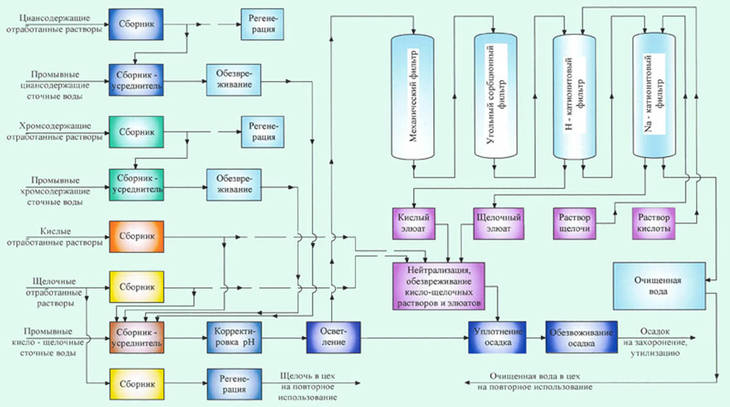 Циансодержащие
отработанные растворы
Сборник
Регене-
рация
Промывные
циансодержащие
сточные воды
Сборник -
усреднитель
Обезвре-
живание
Хромсодержащие
отработанные растворы
Сборник
Регене-
рация
Промывные
хромсодержащие
сточные воды
Сборник -
усреднитель
Обезвре-
живание
Кислые
отработанные растворы
Сборник
Щелочные
отработанные
растворы
Сборник
Промывные
кисло - щелочные
сточные воды
Сборник -
усреднитель
Корректи-
ровка pH
Освет-
ление
Сборник
Регене-
рация
Щелочь в цех
на повторное использование
Механический фильтр
Угольный сорбционный
фильтр
H - катионитовый
фильтр
Na - катионитовый
фильтр
Кислый
элюат
Щелочный
элюат
Раствор
щелочи
Раствор
кислоты
Нейтрализация,
обезвреживание
кисло-щелочных
растворов и элюатов
Очищенная
вода
Уплотнение
осадка
Обезвоживание
осадка
Осадок
на захоронение,
утилизацию
Очищенная вода в цех
на повторное использование